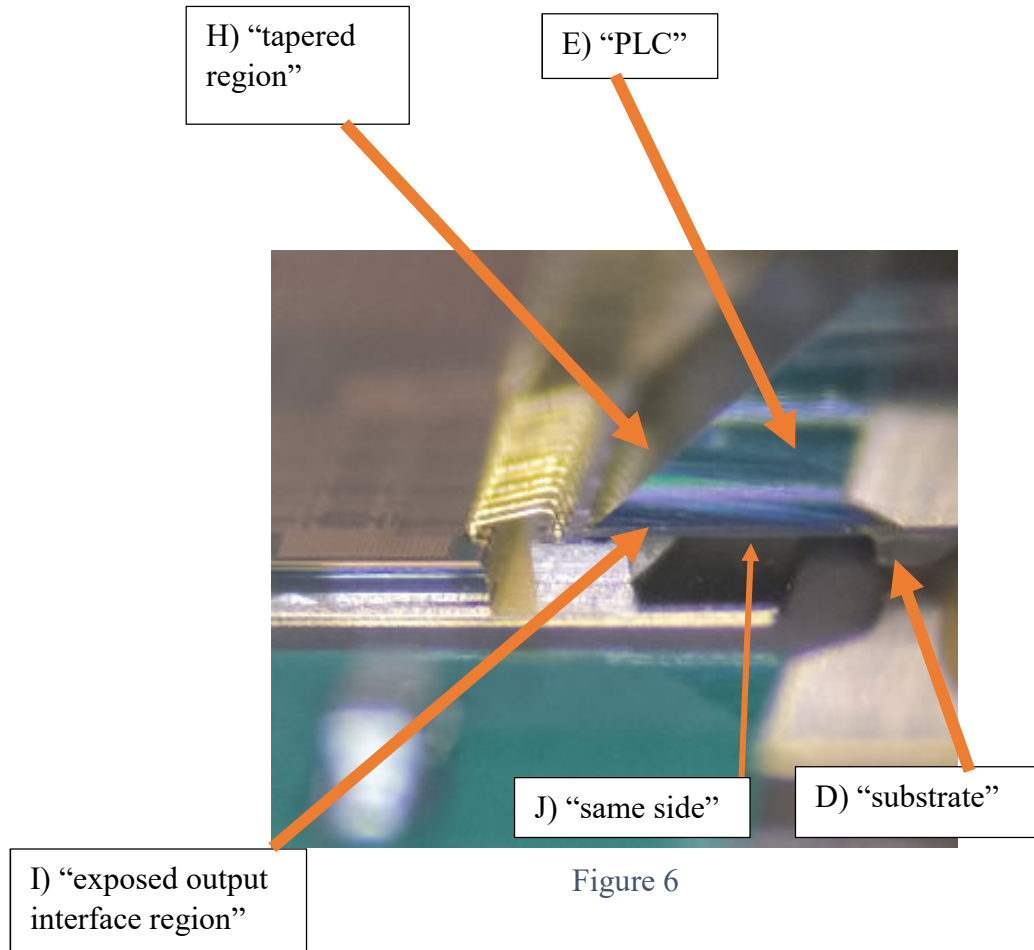 H) “tapered
region”
E) “PLC”
J) “same side”
D) “substrate”
I) “exposed output
interface region”
Figure 6